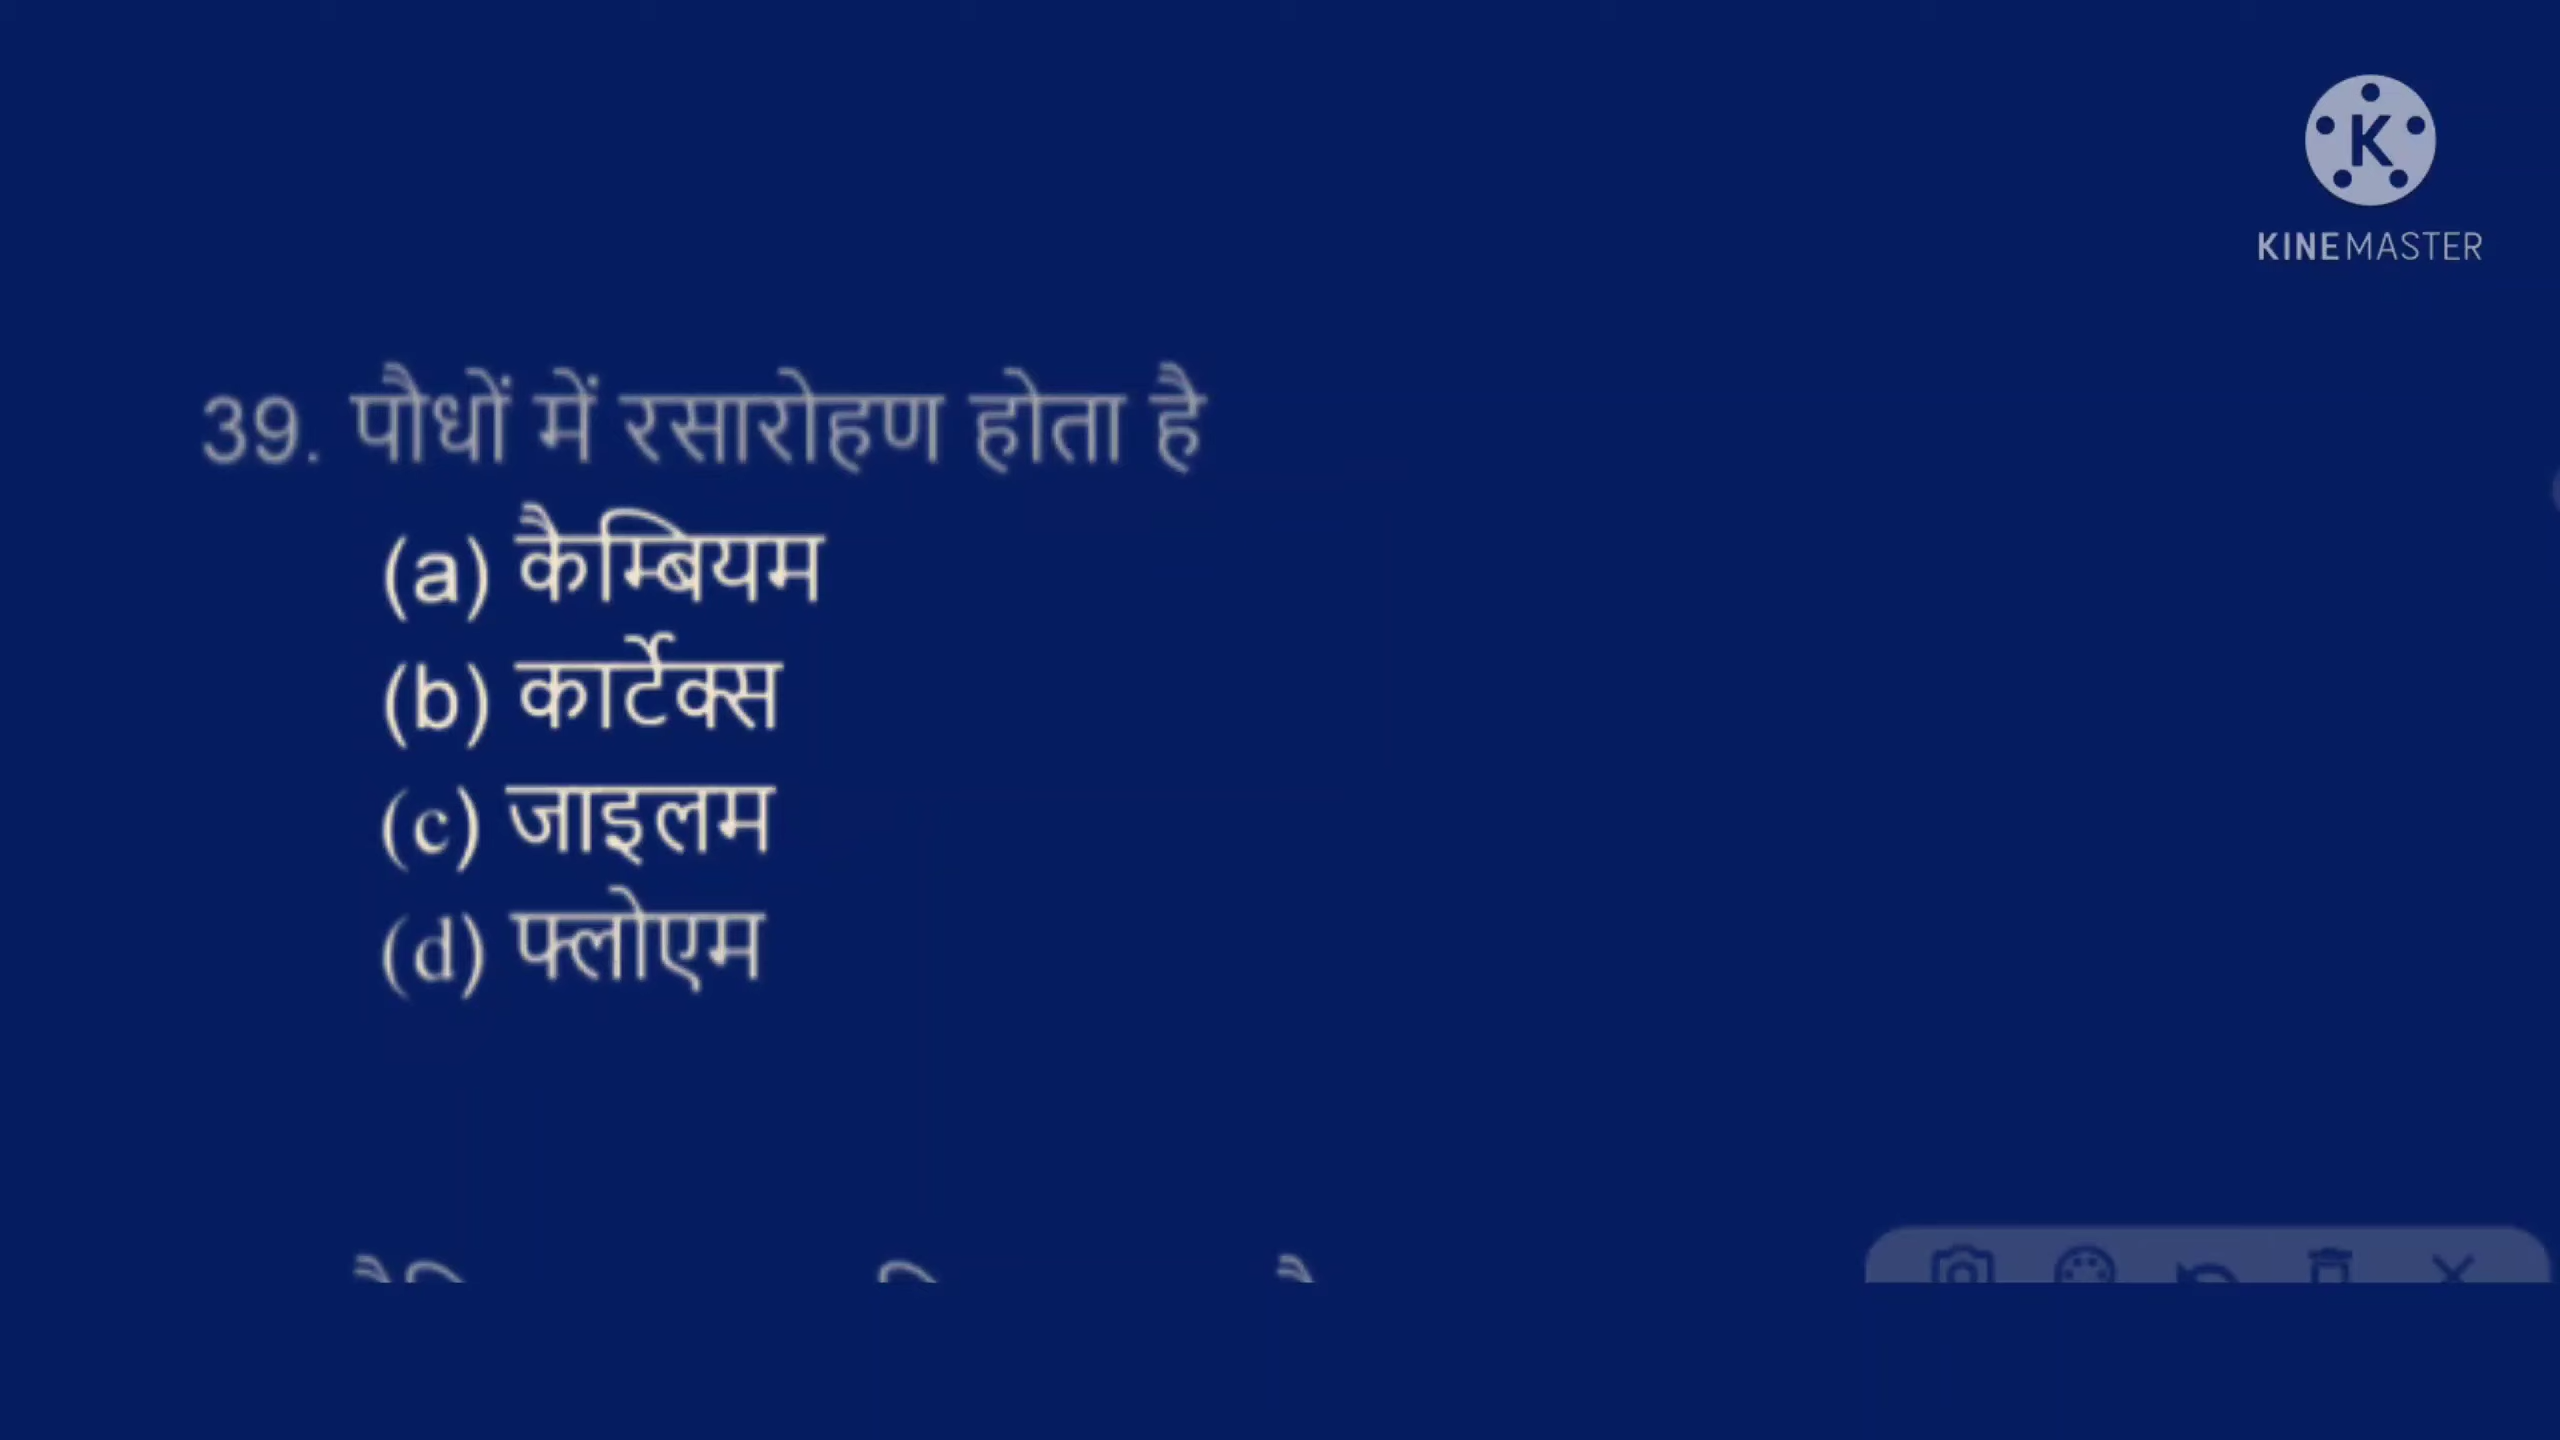 K
KINEMASTER
39. पौधों में रसारोहण होता है
(a) कैम्बियम
(b) कार्टेक्स
(c) जाइलम
(d) फ्लोएम